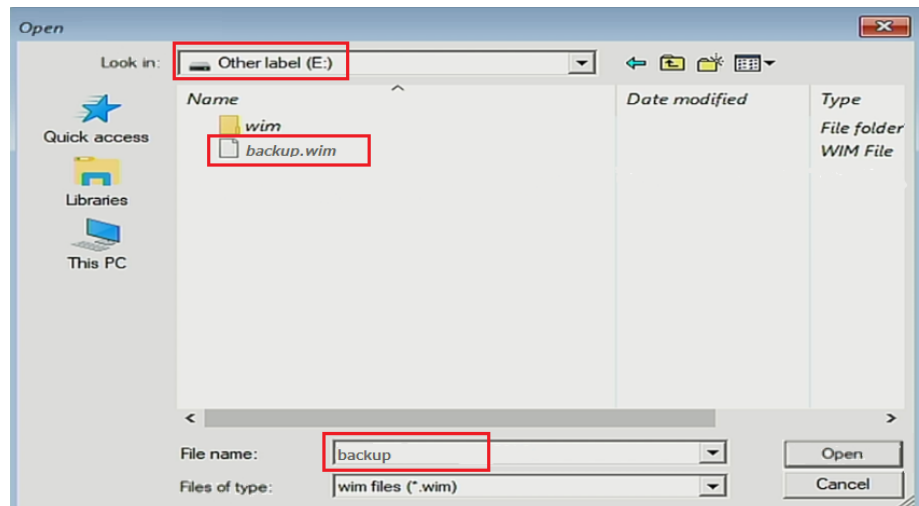 Open
Look in: Other label (E:)
Name Date modified Type
wim File folder
backup.wim WIM File
Quick access
Libraries
This PC
File name: backup Open
Files of type: wim files (*.wim) Cancel